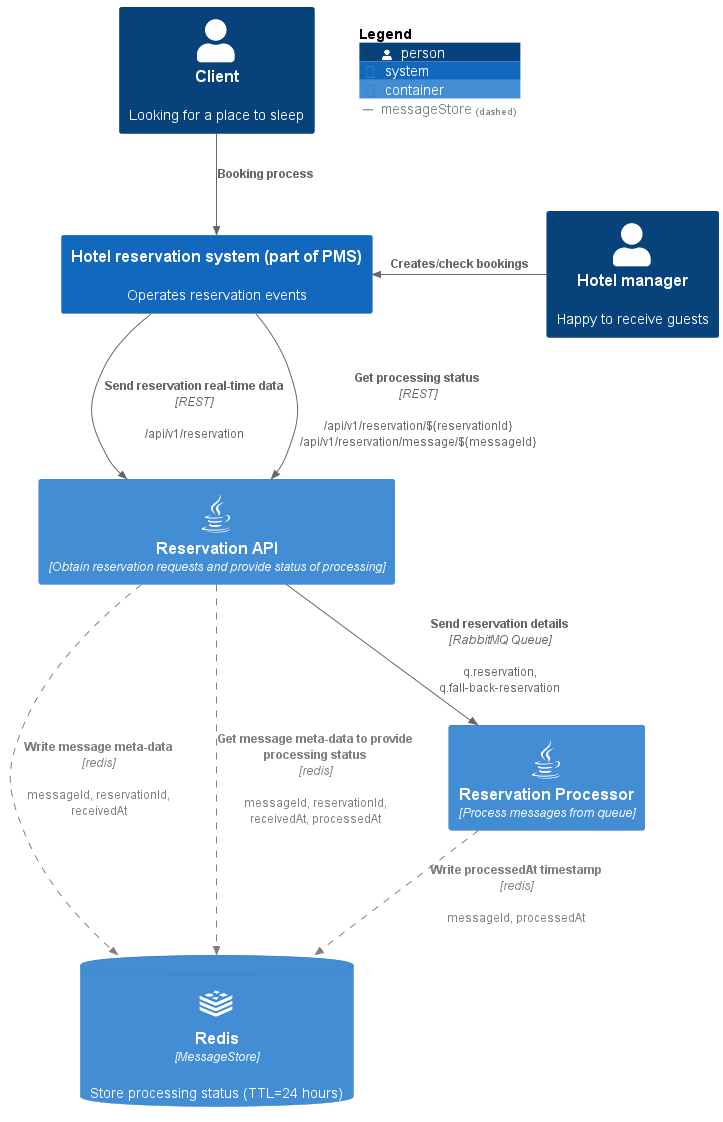 Client
Looking for a place to sleep
Legend
person
system
container
messageStore (dashed)
Booking process
Hotel reservation system (part of PMS)
Operates reservation events
Creates/check bookings
Hotel manager
Happy to receive guests
Send reservation real-time data
[REST]
/api/v1/reservation
Get processing status
[REST]
/api/v1/reservation/${reservationId}
/api/v1/reservation/message/${messageId}
Reservation API
[Obtain reservation requests and provide status of processing]
Send reservation details
[RabbitMQ Queue]
q.reservation,
q.fall-back-reservation
Write message meta-data
[redis]
messageId, reservationId,
receivedAt
Get message meta-data to provide
processing status
[redis]
messageId, reservationId,
receivedAt, processedAt
Reservation Processor
[Process messages from queue]
Write processedAt timestamp
[redis]
messageId, processedAt
Redis
[MessageStore]
Store processing status (TTL=24 hours)